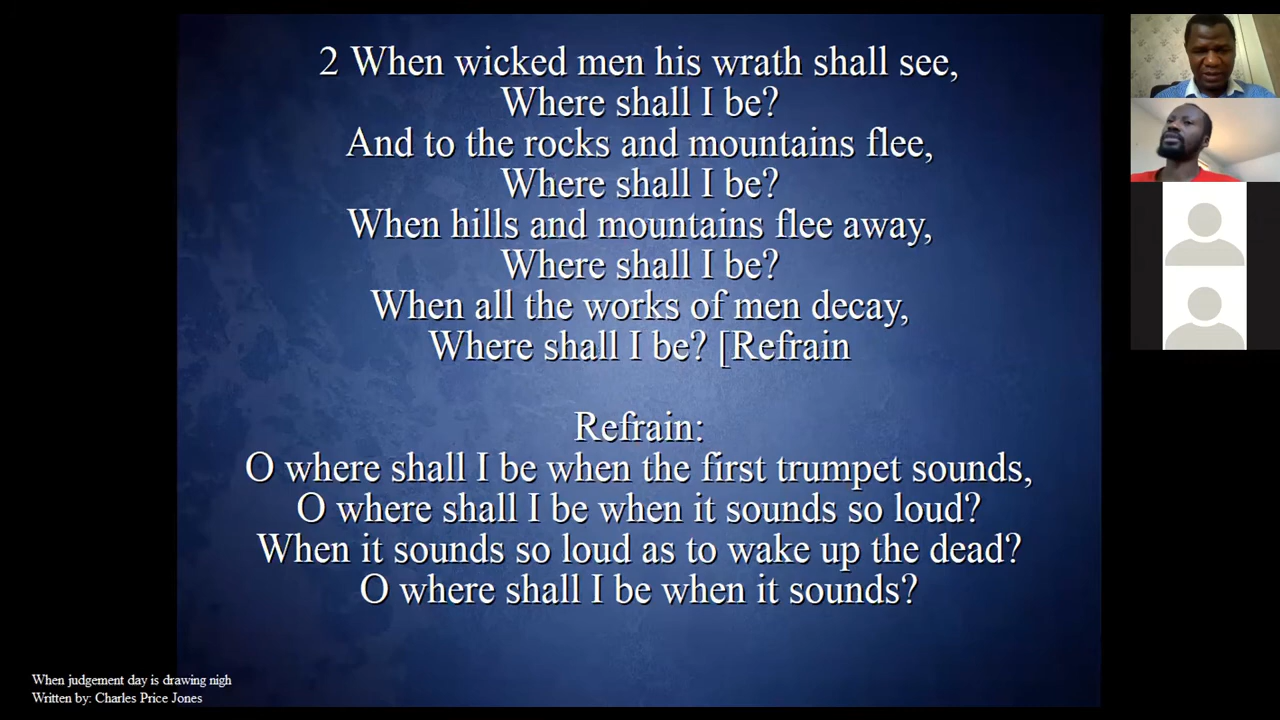 2 When wicked men his wrath shall see,
Where shall I be?
And to the rocks and mountains flee,
Where shall I be?
When hills and mountains flee away,
Where shall I be?
When all the works of men decay,
Where shall I be? [Refrain
Refrain:
O where shall I be when the first trumpet sounds,
O where shall I be when it sounds so loud?
When it sounds so loud as to wake up the dead?
O where shall I be when it sounds?
When judgement day is drawing nigh
Written by: Charles Price Jones